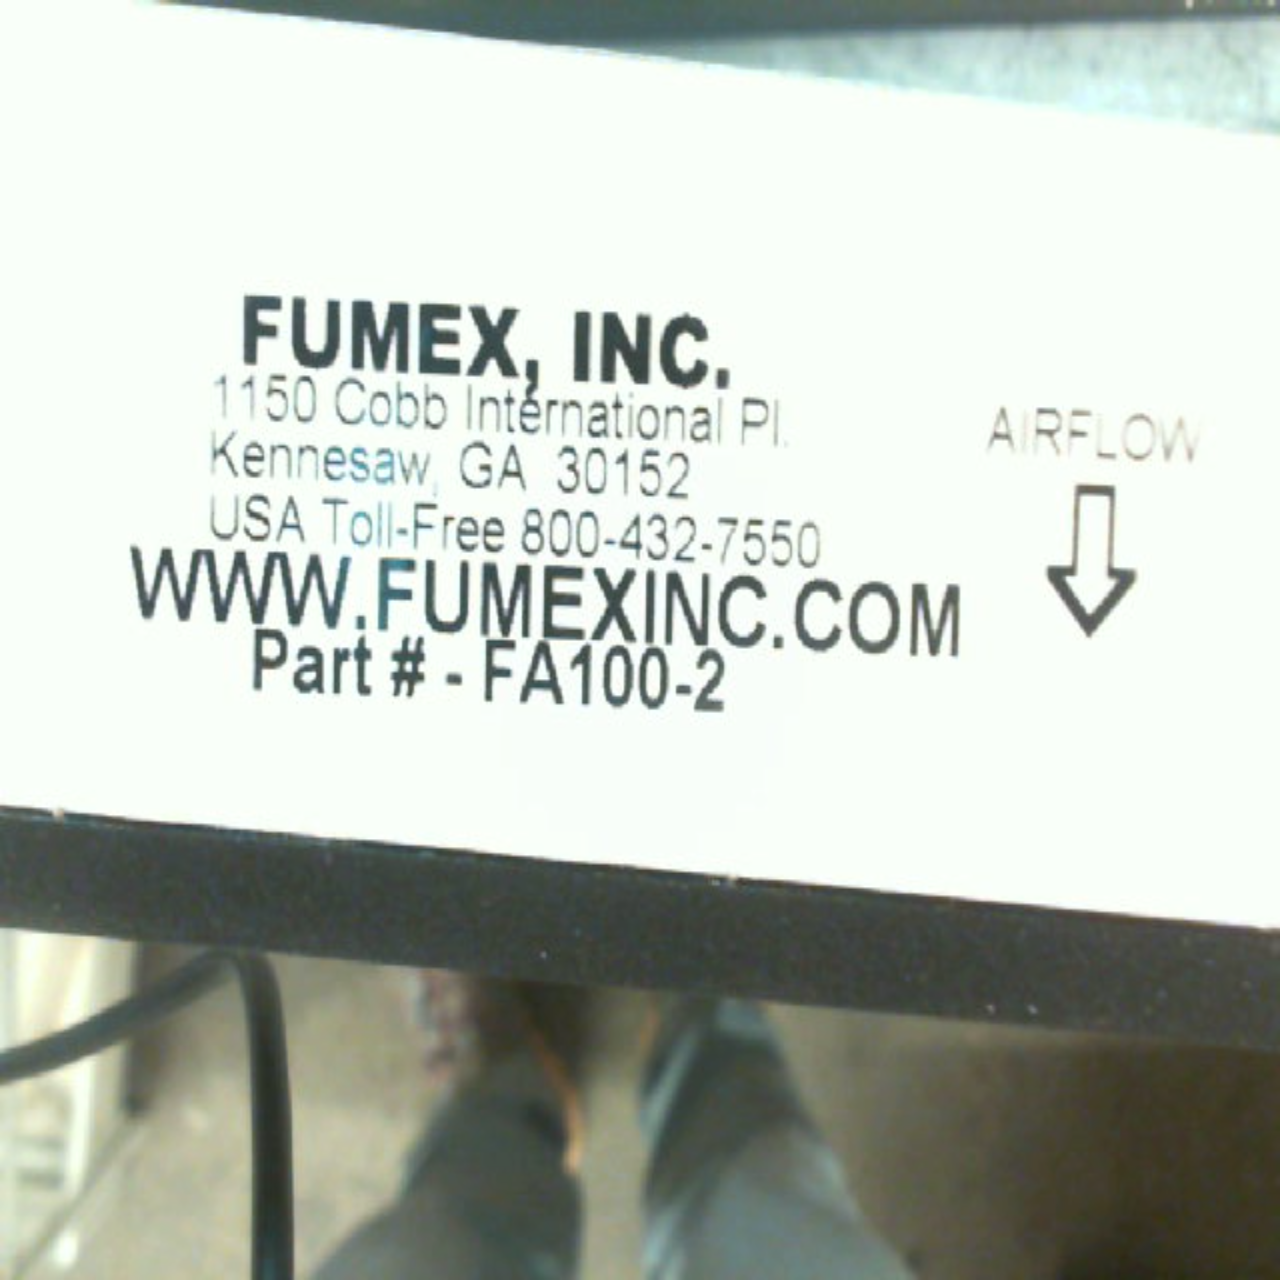 FUMEX, INC.
1150 Cobb International Pl.
Kennesaw, GA 30152
USA Toll-Free 800-432-7550
WWW.FUMEXINC.COM
Part # - FA100-2
AIRFLOW